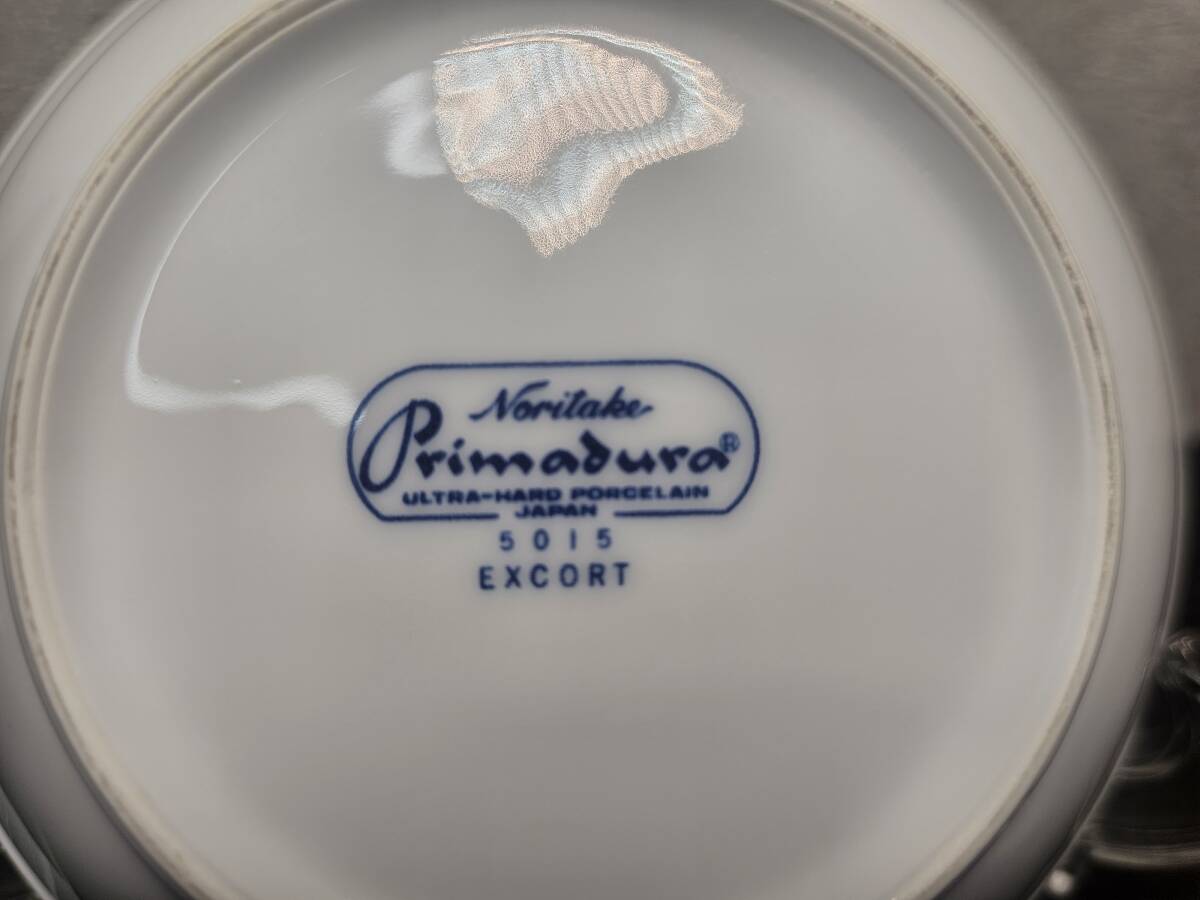 Noritake
Primadura®
ULTRA-HARD PORCELAIN
JAPAN
5015
EXCORT